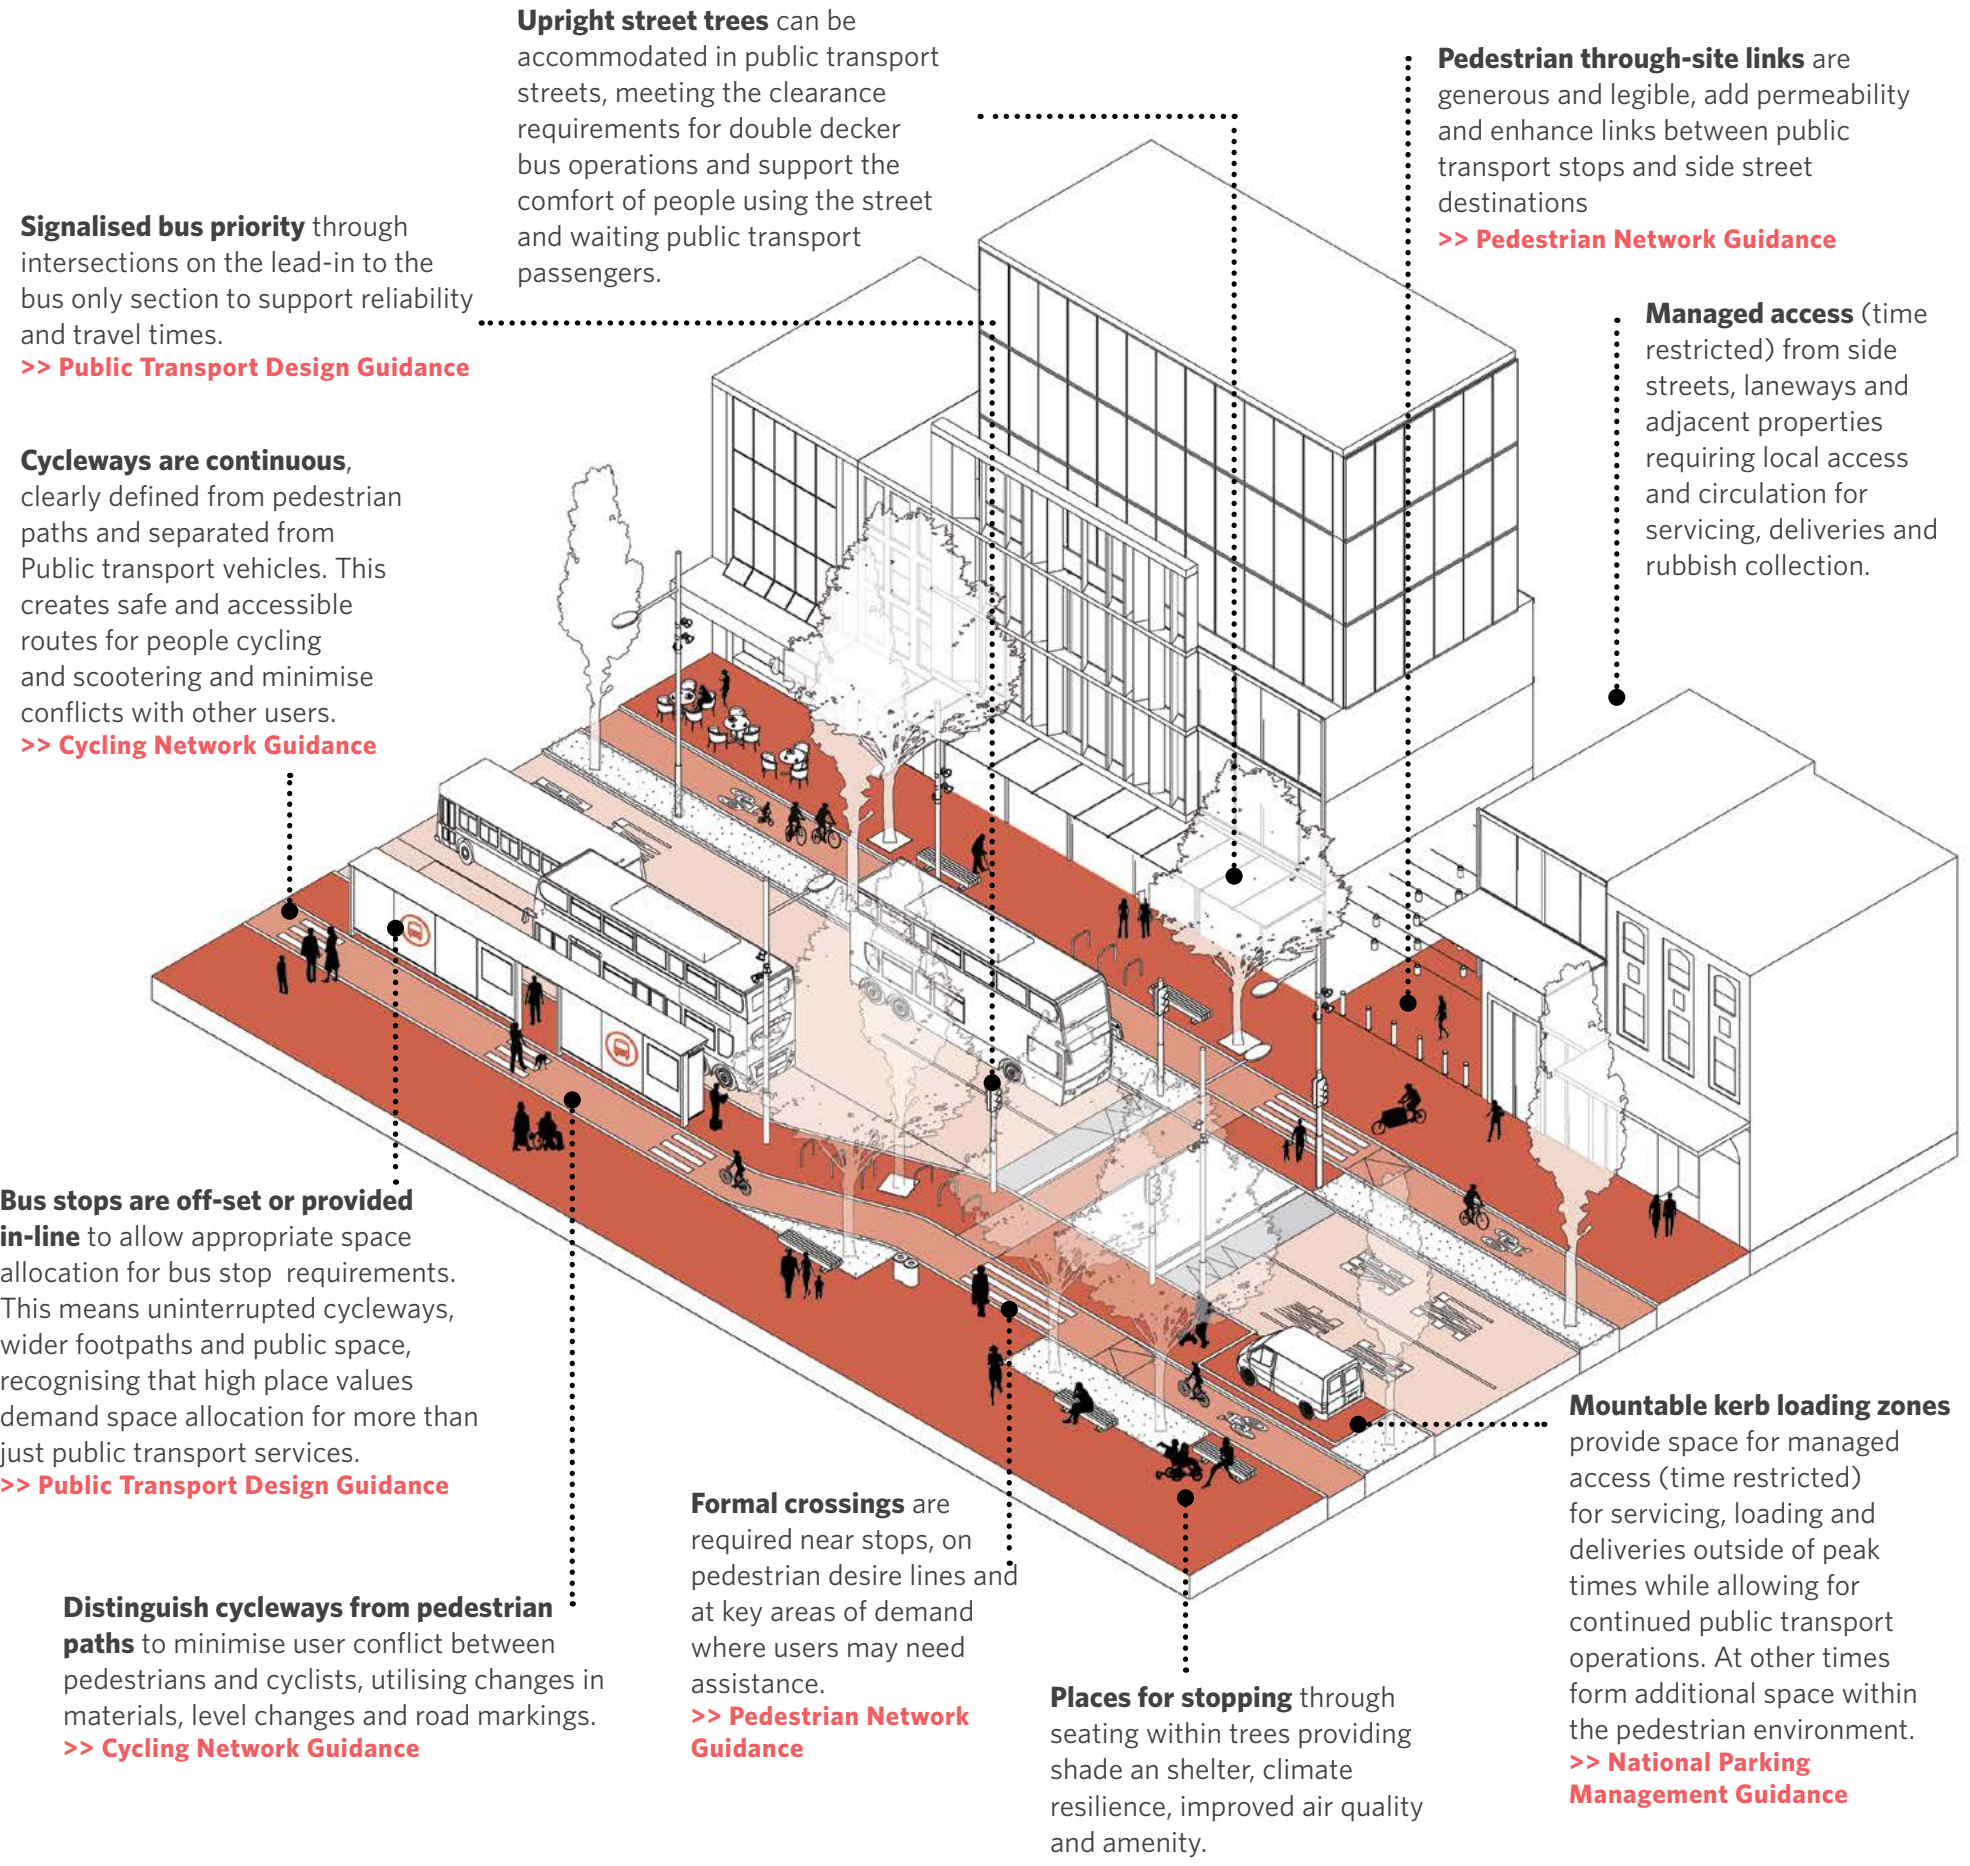 Upright street trees can be
accommodated in public transport
streets, meeting the clearance
requirements for double decker
bus operations and support the
comfort of people using the street
and waiting public transport
passengers.
Pedestrian through-site links are
generous and legible, add permeability
and enhance links between public
transport stops and side street
destinations
>> Pedestrian Network Guidance
Signalised bus priority through
intersections on the lead-in to the
bus only section to support reliability
and travel times.
>> Public Transport Design Guidance
Managed access (time
restricted) from side
streets, laneways and
adjacent properties
requiring local access
and circulation for
servicing, deliveries and
rubbish collection.
Cycleways are continuous,
clearly defined from pedestrian
paths and separated from
Public transport vehicles. This
creates safe and accessible
routes for people cycling
and scootering and minimise
conflicts with other users.
>> Cycling Network Guidance
Bus stops are off-set or provided
in-line to allow appropriate space
allocation for bus stop requirements.
This means uninterrupted cycleways,
wider footpaths and public space,
recognising that high place values
demand space allocation for more than
just public transport services.
>> Public Transport Design Guidance
Distinguish cycleways from pedestrian
paths to minimise user conflict between
pedestrians and cyclists, utilising changes in
materials, level changes and road markings.
>> Cycling Network Guidance
Formal crossings are
required near stops, on
pedestrian desire lines and
at key areas of demand
where users may need
assistance.
>> Pedestrian Network
Guidance
Places for stopping through
seating within trees providing
shade an shelter, climate
resilience, improved air quality
and amenity.
Mountable kerb loading zones
provide space for managed
access (time restricted)
for servicing, loading and
deliveries outside of peak
times while allowing for
continued public transport
operations. At other times
form additional space within
the pedestrian environment.
>> National Parking
Management Guidance